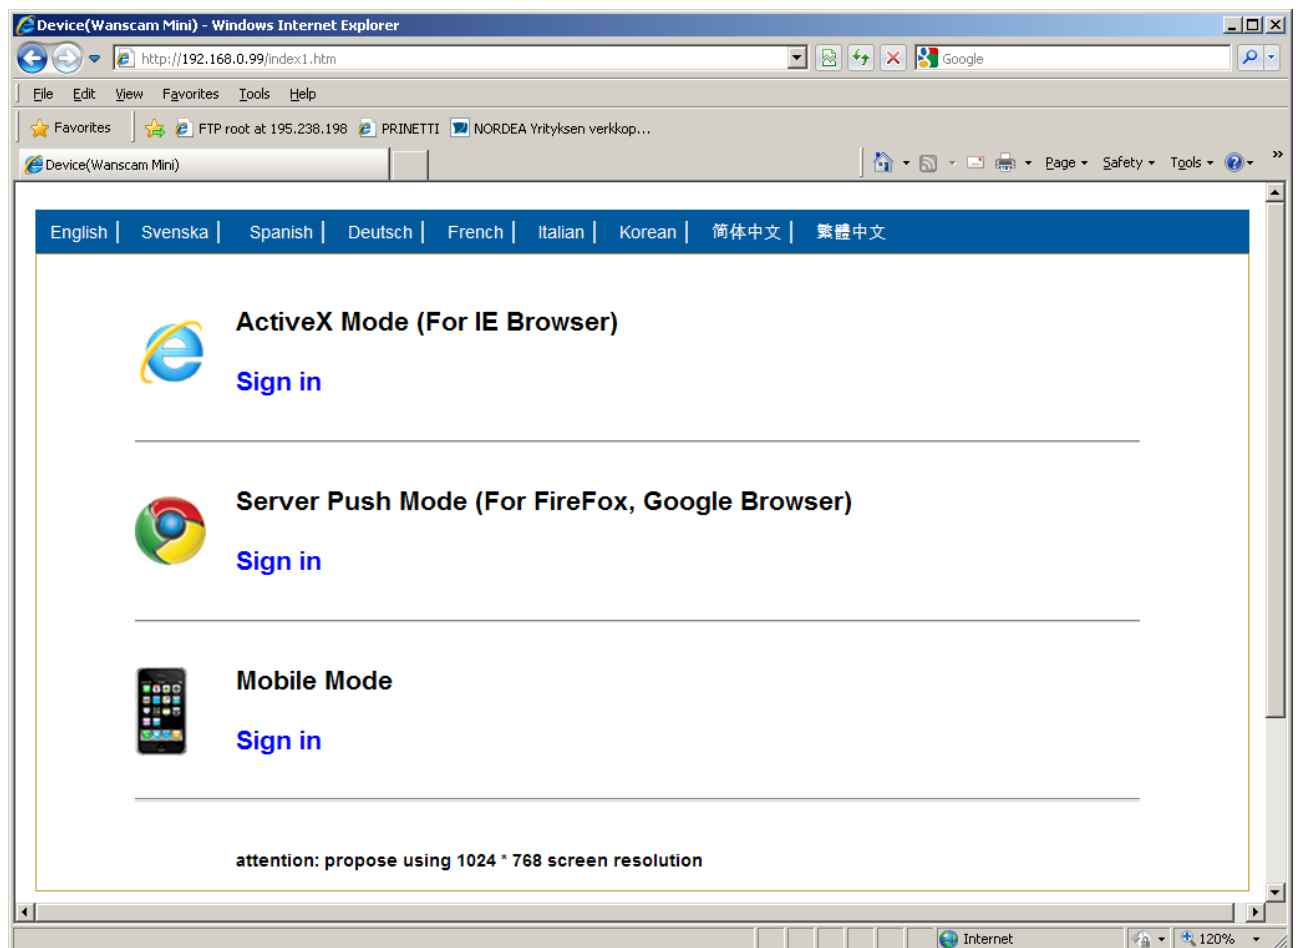 Device(Wanscam Mini) - Windows Internet Explorer
http://192.168.0.99/index1.htm
Google
File Edit View Favorites Tools Help
Favorites FTP root at 195.238.198 PRINETTI NORDEA Yrityksen verkkop...
Device(Wanscam Mini) Page Safety Tools »
English | Svenska | Spanish | Deutsch | French | Italian | Korean | 简体中文 | 繁體中文
ActiveX Mode (For IE Browser)
Sign in
Server Push Mode (For FireFox, Google Browser)
Sign in
Mobile Mode
Sign in
attention: propose using 1024 * 768 screen resolution
Internet 120%